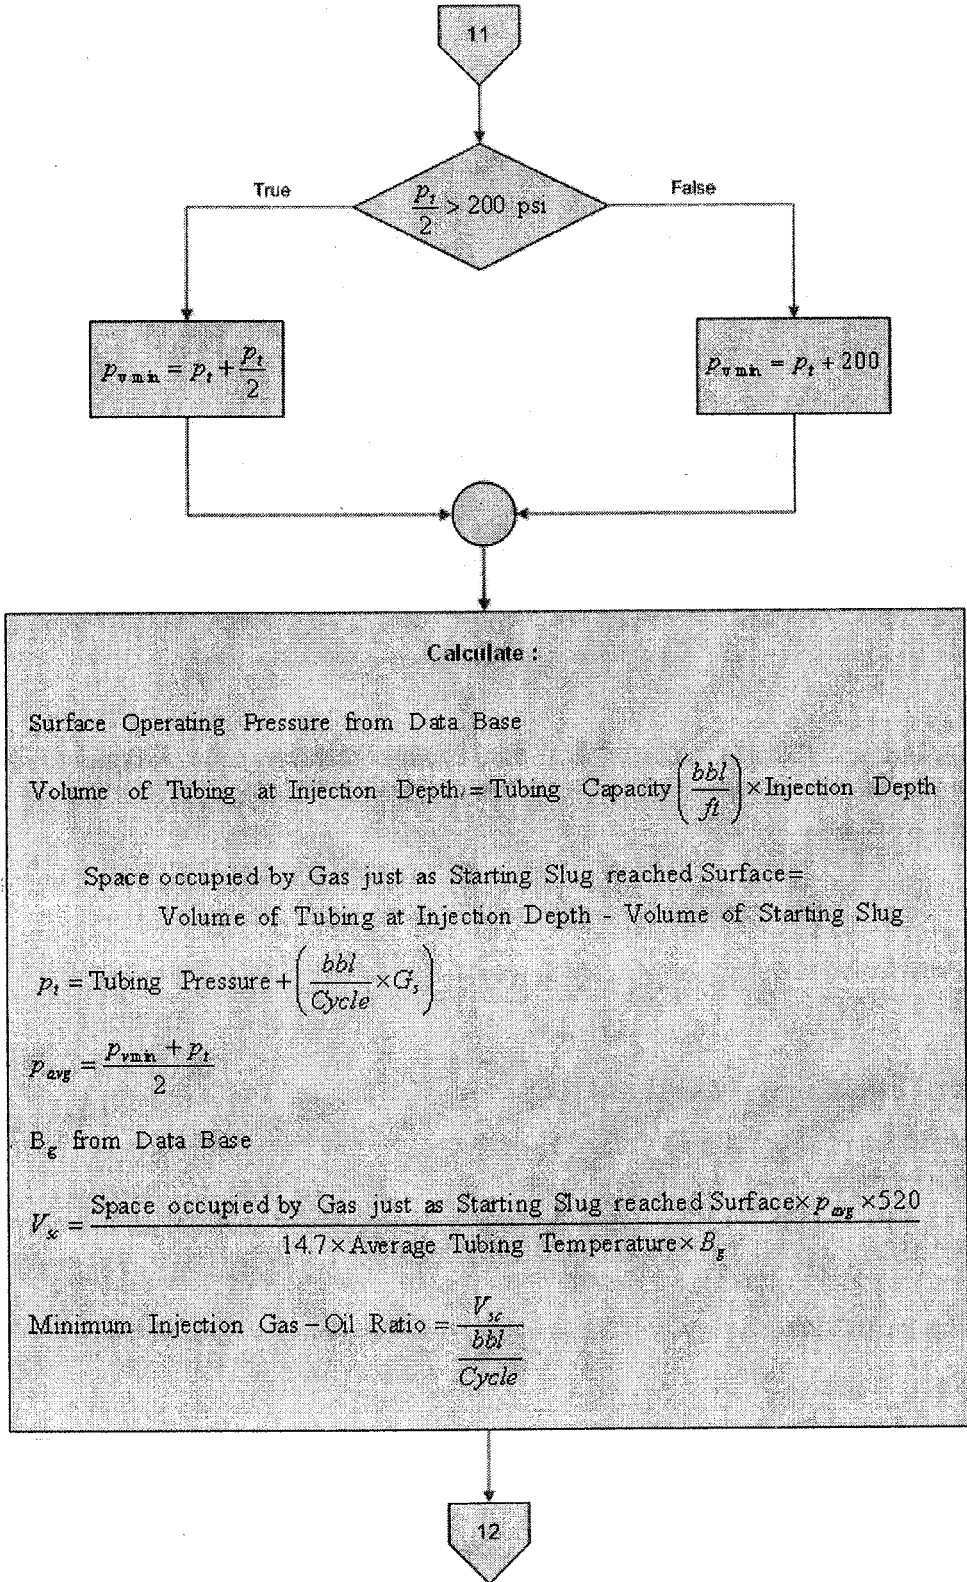 11
True
False
p_t/2 > 200 psi
p_vmin = p_t + p_t/2
p_vmin = p_t + 200
Calculate :
Surface Operating Pressure from Data Base
Volume of Tubing at Injection Depth = Tubing Capacity (bbl/ft) × Injection Depth
Space occupied by Gas just as Starting Slug reached Surface =
Volume of Tubing at Injection Depth - Volume of Starting Slug
p_t = Tubing Pressure + (bbl/Cycle × G_s)
p_avg = (p_vmin + p_t)/2
B_g from Data Base
V_sc = (Space occupied by Gas just as Starting Slug reached Surface × p_avg × 520)/(14.7 × Average Tubing Temperature × B_g)
Minimum Injection Gas-Oil Ratio = V_sc/(bbl/Cycle)
12